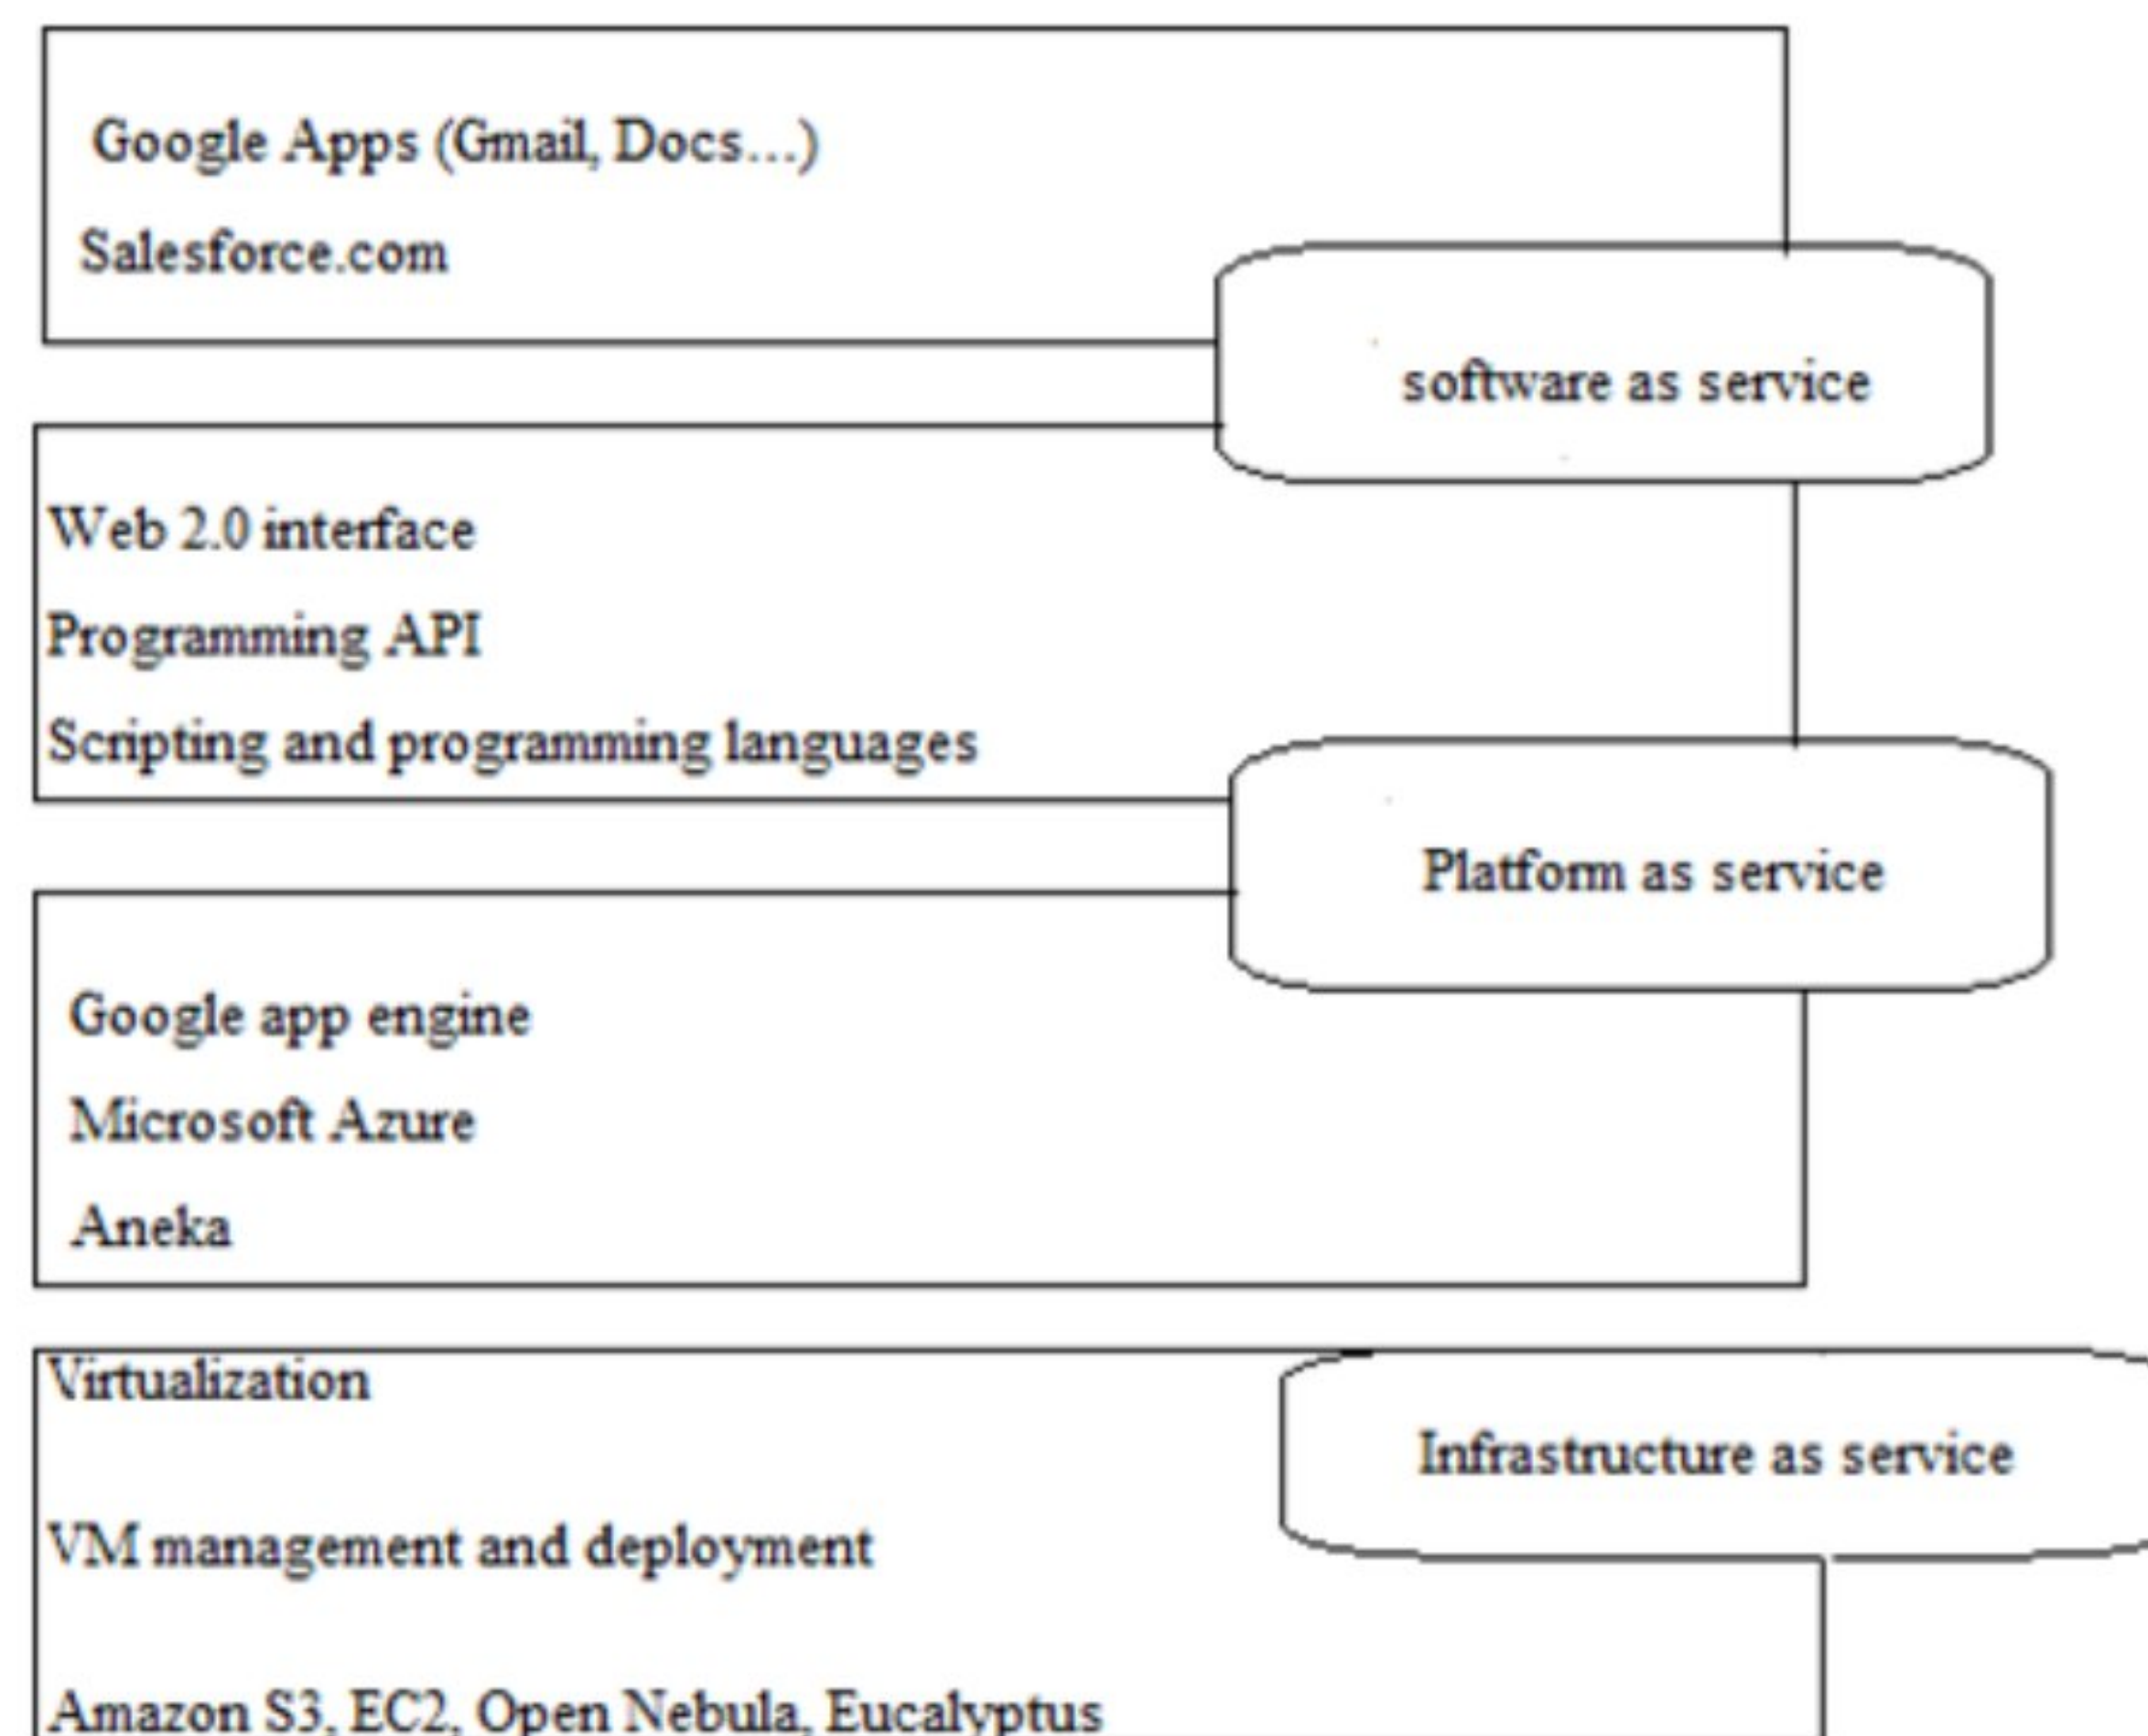 Google Apps (Gmail, Docs...)
Salesforce.com
software as service
Web 2.0 interface
Programming API
Scripting and programming languages
Platform as service
Google app engine
Microsoft Azure
Aneka
Virtualization
Infrastructure as service
VM management and deployment
Amazon S3, EC2, Open Nebula, Eucalyptus